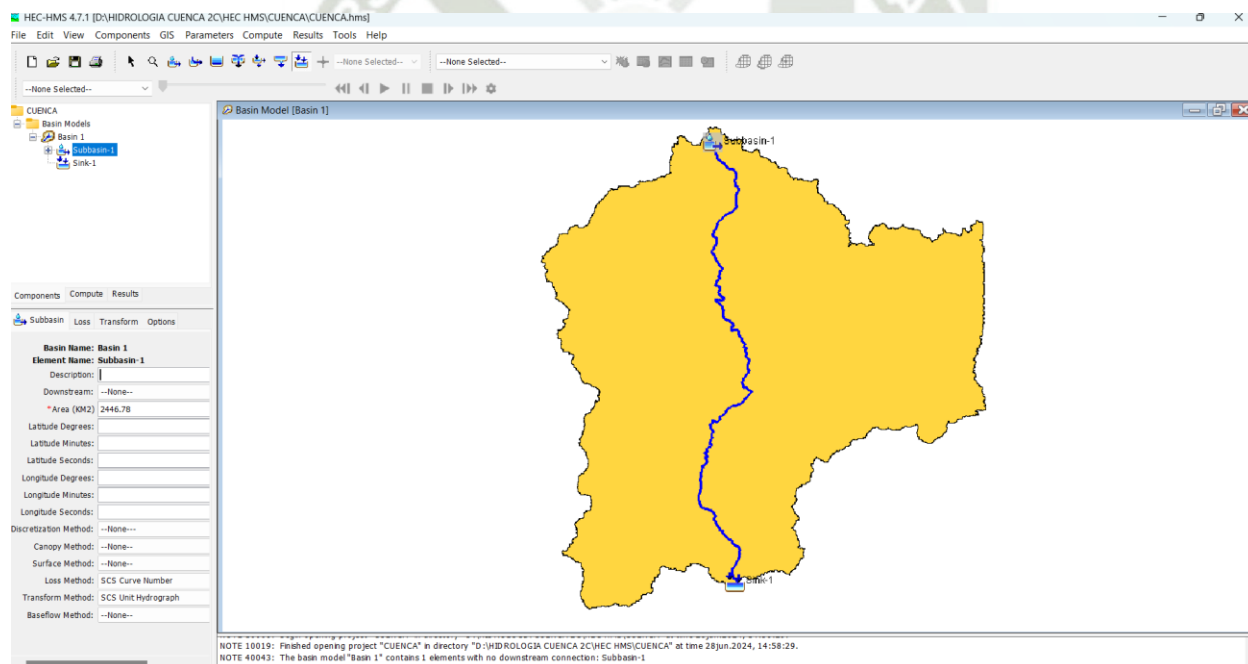 HEC-HMS 4.7.1 [D:\HIDROLOGIA CUENCA 2C\HEC HMS\CUENCA\CUENCA.hms]
File Edit View Components GIS Parameters Compute Results Tools Help
--None Selected-- --None Selected--
--None Selected--
CUENCA
Basin Models
Basin 1
Subbasin-1
Sink-1
Components Compute Results
Subbasin Loss Transform Options
Basin Name: Basin 1
Element Name: Subbasin-1
Description:
Downstream: --None--
*Area (KM2) 2446.78
Latitude Degrees:
Latitude Minutes:
Latitude Seconds:
Longitude Degrees:
Longitude Minutes:
Longitude Seconds:
Discretization Method: --None---
Canopy Method: --None--
Surface Method: --None--
Loss Method: SCS Curve Number
Transform Method: SCS Unit Hydrograph
Baseflow Method: --None--
Basin Model [Basin 1]
Subbasin-1
Sink-1
NOTE 10019: Finished opening project "CUENCA" in directory "D:\HIDROLOGIA CUENCA 2C\HEC HMS\CUENCA" at time 28jun.2024, 14:58:29.
NOTE 40043: The basin model "Basin 1" contains 1 elements with no downstream connection: Subbasin-1